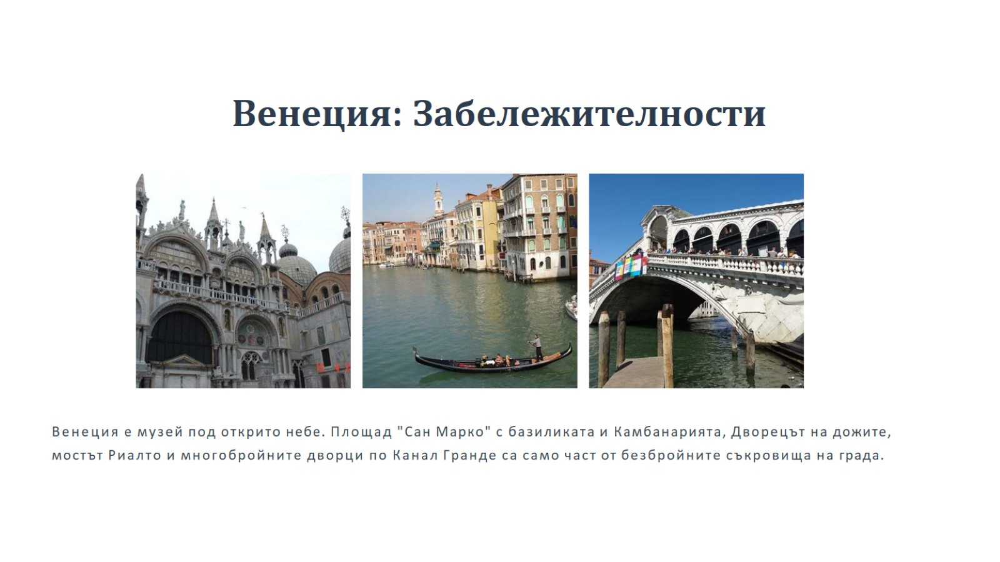 Венеция: Забележителности
Венеция е музей под открито небе. Площад "Сан Марко" с базиликата и Камбанарията, Дворецът на дожите,
мостът Риалто и многобройните дворци по Канал Гранде са само част от безбройните съкровища на града.